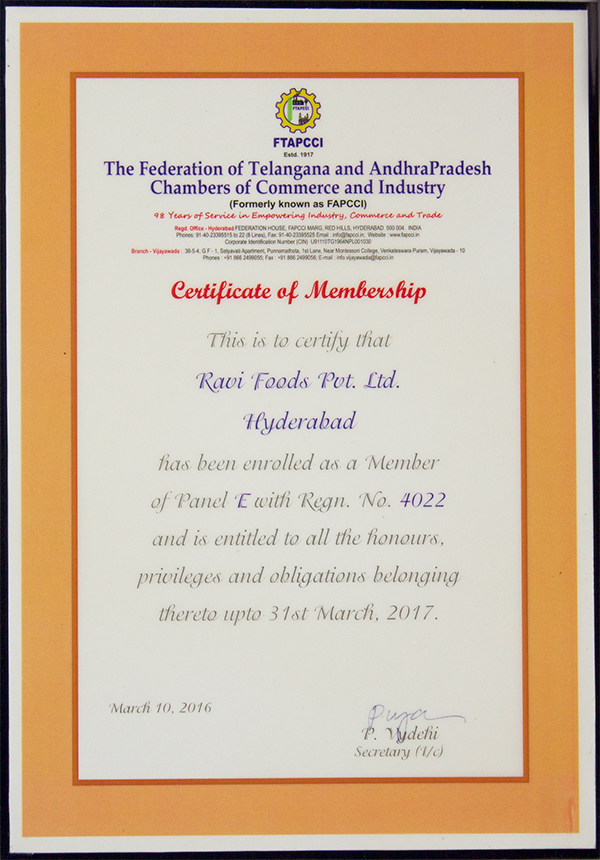 FTAPCCI
FTAPCCI
Estd. 1917
The Federation of Telangana and AndhraPradesh
Chambers of Commerce and Industry
(Formerly known as FAPCCI)
98 Years of Service in Empowering Industry, Commerce and Trade
Regd. Office - Hyderabad:FEDERATION HOUSE, FAPCCI MARG, RED HILLS, HYDERABAD 500 004. INDIA
Phones: 91-40-23395515 to 22 (8 Lines), Fax: 91-40-23395525 Email : info@fapcci.in; Website : www.fapcci.in
Corporate Identification Number (CIN) U91110TG1964NPL001030
Branch - Vijayawada : 36-5-4, G F - 1, Satyavati Apartment, Punnamathota, 1st Lane, Near Montesson College, Venkateswara Puram, Vijayawada - 10
Phones : +91 866 2499055; Fax : +91 866 2499056; E-mail : info.vijayawada@fapcci.in
Certificate of Membership
This is to certify that
Ravi Foods Pvt. Ltd.
Hyderabad
has been enrolled as a Member
of Panel E with Regn. No. 4022
and is entitled to all the honours,
privileges and obligations belonging
thereto upto 31st March, 2017.
March 10, 2016
P. Vydehi
Secretary (I/c)